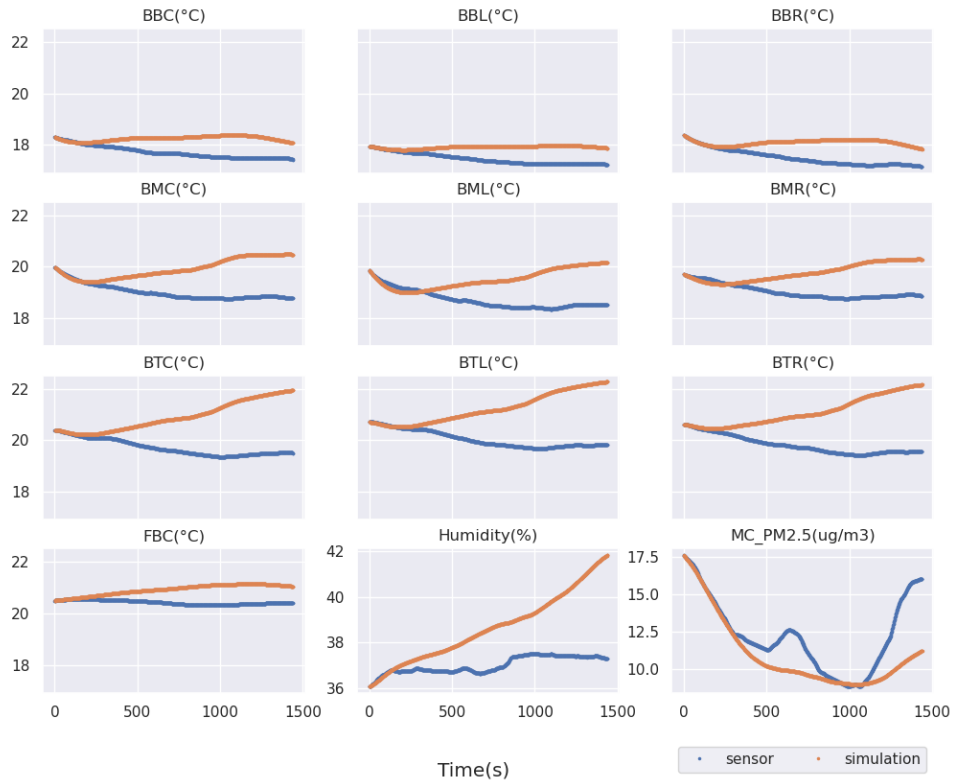 BBC(°C) BBL(°C) BBR(°C)
22
20
18
BMC(°C) BML(°C) BMR(°C)
22
20
18
BTC(°C) BTL(°C) BTR(°C)
22
20
18
FBC(°C) Humidity(%) MC_PM2.5(ug/m3)
22
20
18
42
40
38
36
17.5
15.0
12.5
10.0
0 500 1000 1500 0 500 1000 1500 0 500 1000 1500
Time(s)
sensor simulation